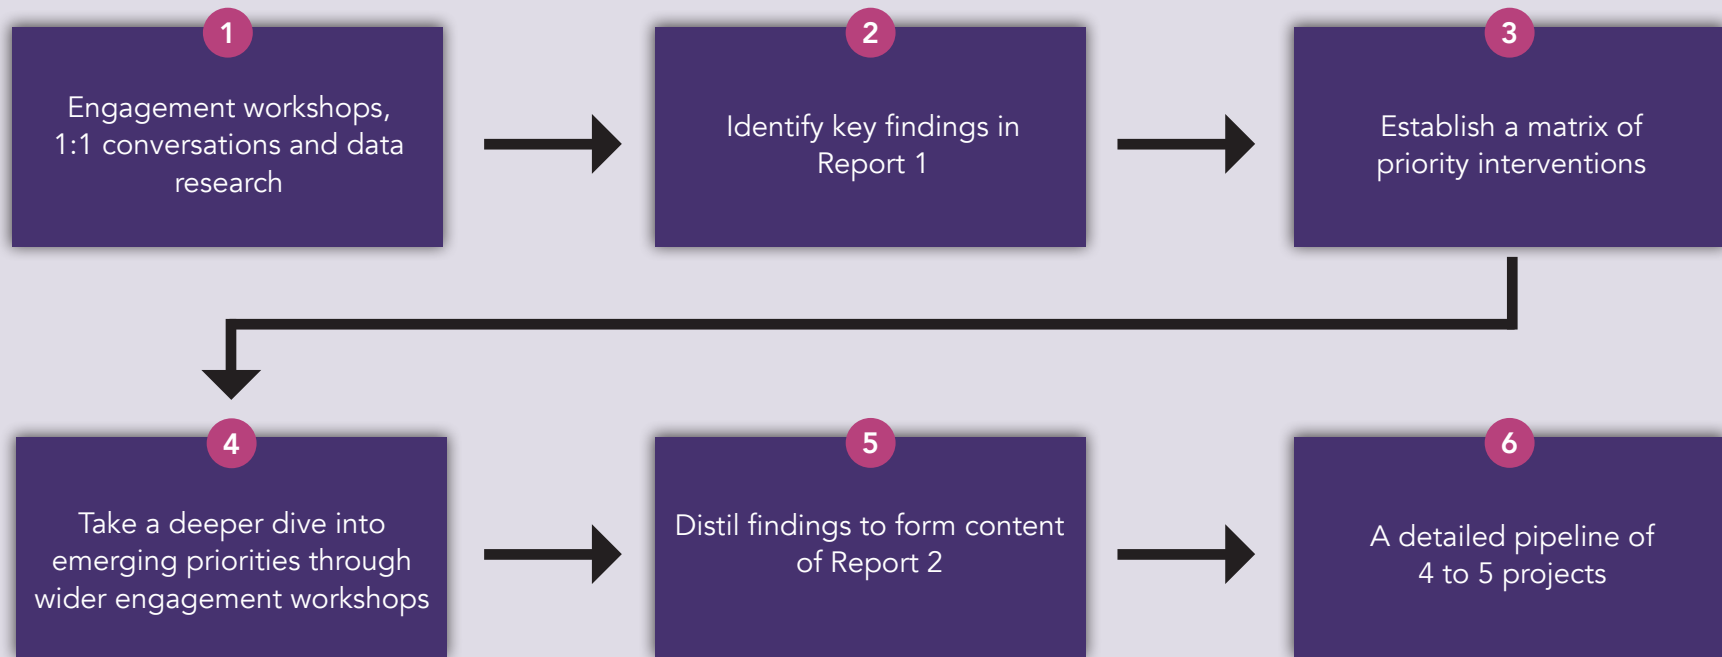 1
Engagement workshops,
1:1 conversations and data
research
2
Identify key findings in
Report 1
3
Establish a matrix of
priority interventions
4
Take a deeper dive into
emerging priorities through
wider engagement workshops
5
Distil findings to form content
of Report 2
6
A detailed pipeline of
4 to 5 projects